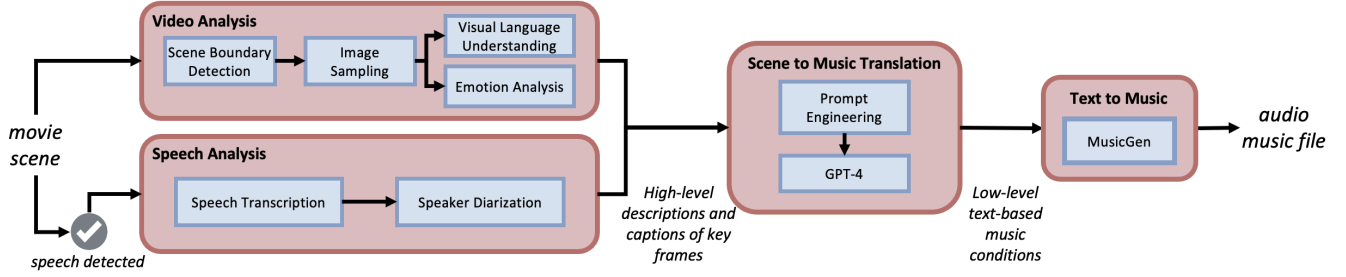 movie
scene
speech detected
Video Analysis
Scene Boundary
Detection
Image
Sampling
Visual Language
Understanding
Emotion Analysis
Speech Analysis
Speech Transcription
Speaker Diarization
High-level
descriptions and
captions of key
frames
Scene to Music Translation
Prompt
Engineering
GPT-4
Low-level
text-based
music
conditions
Text to Music
MusicGen
audio
music file